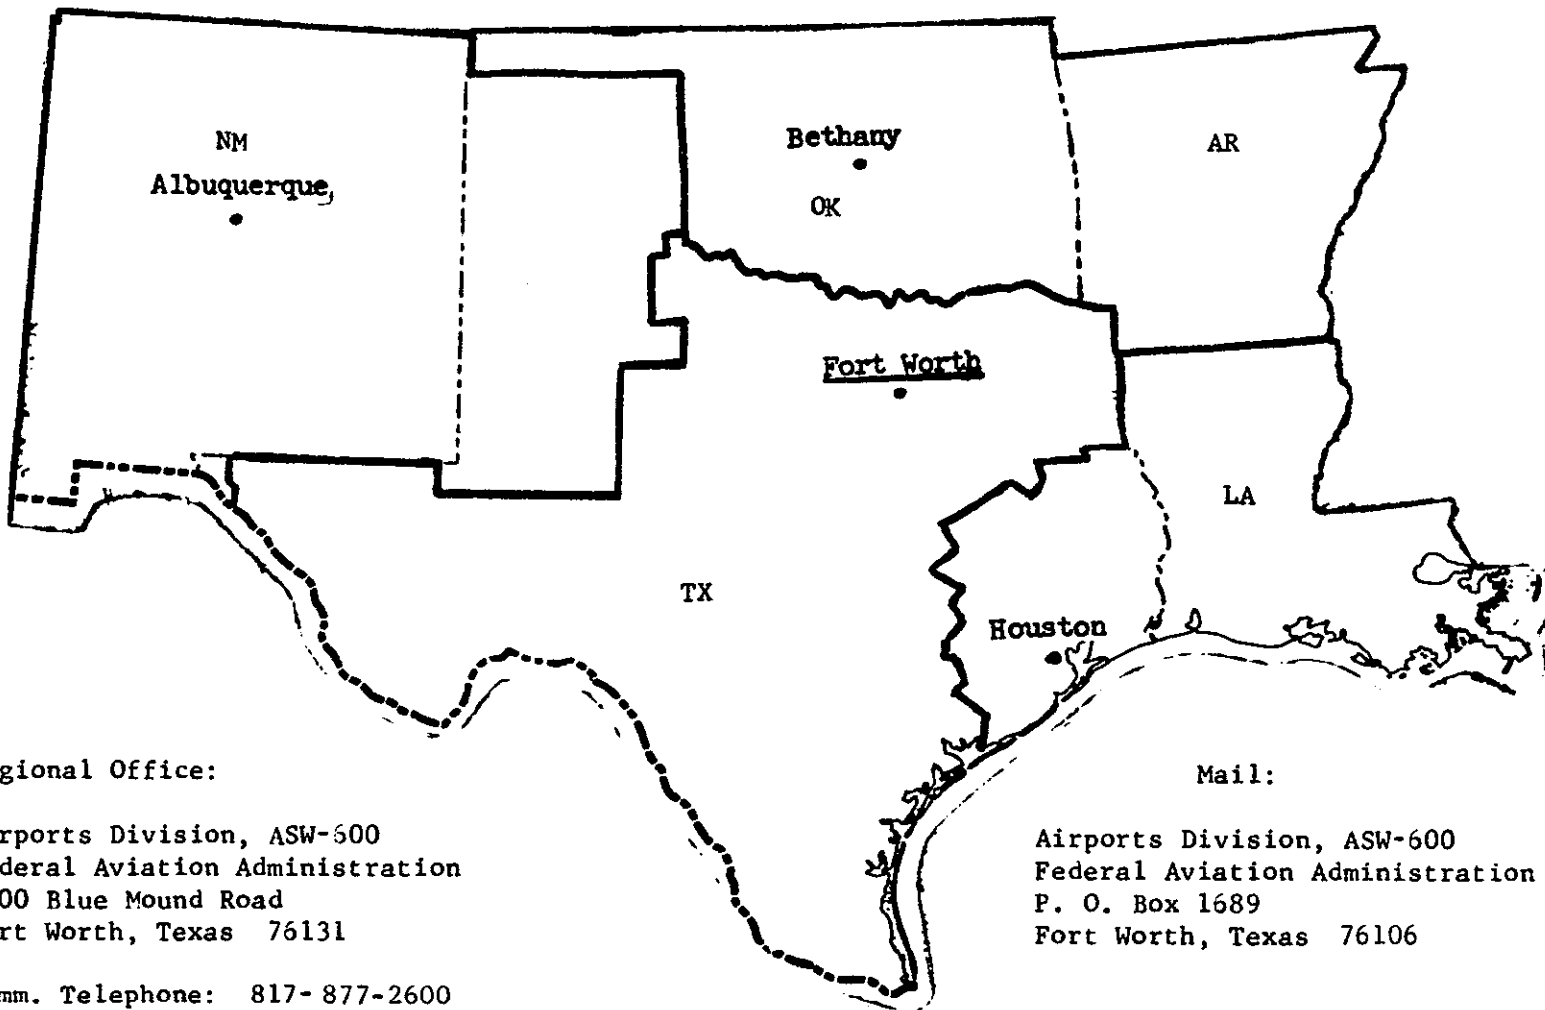 NM
Albuquerque,
Bethany
OK
AR
Fort Worth
LA
TX
Houston
gional Office:
rports Division, ASW-600
deral Aviation Administration
00 Blue Mound Road
rt Worth, Texas 76131
mm. Telephone: 817-877-2600
Mail:
Airports Division, ASW-600
Federal Aviation Administration
P. O. Box 1689
Fort Worth, Texas 76106